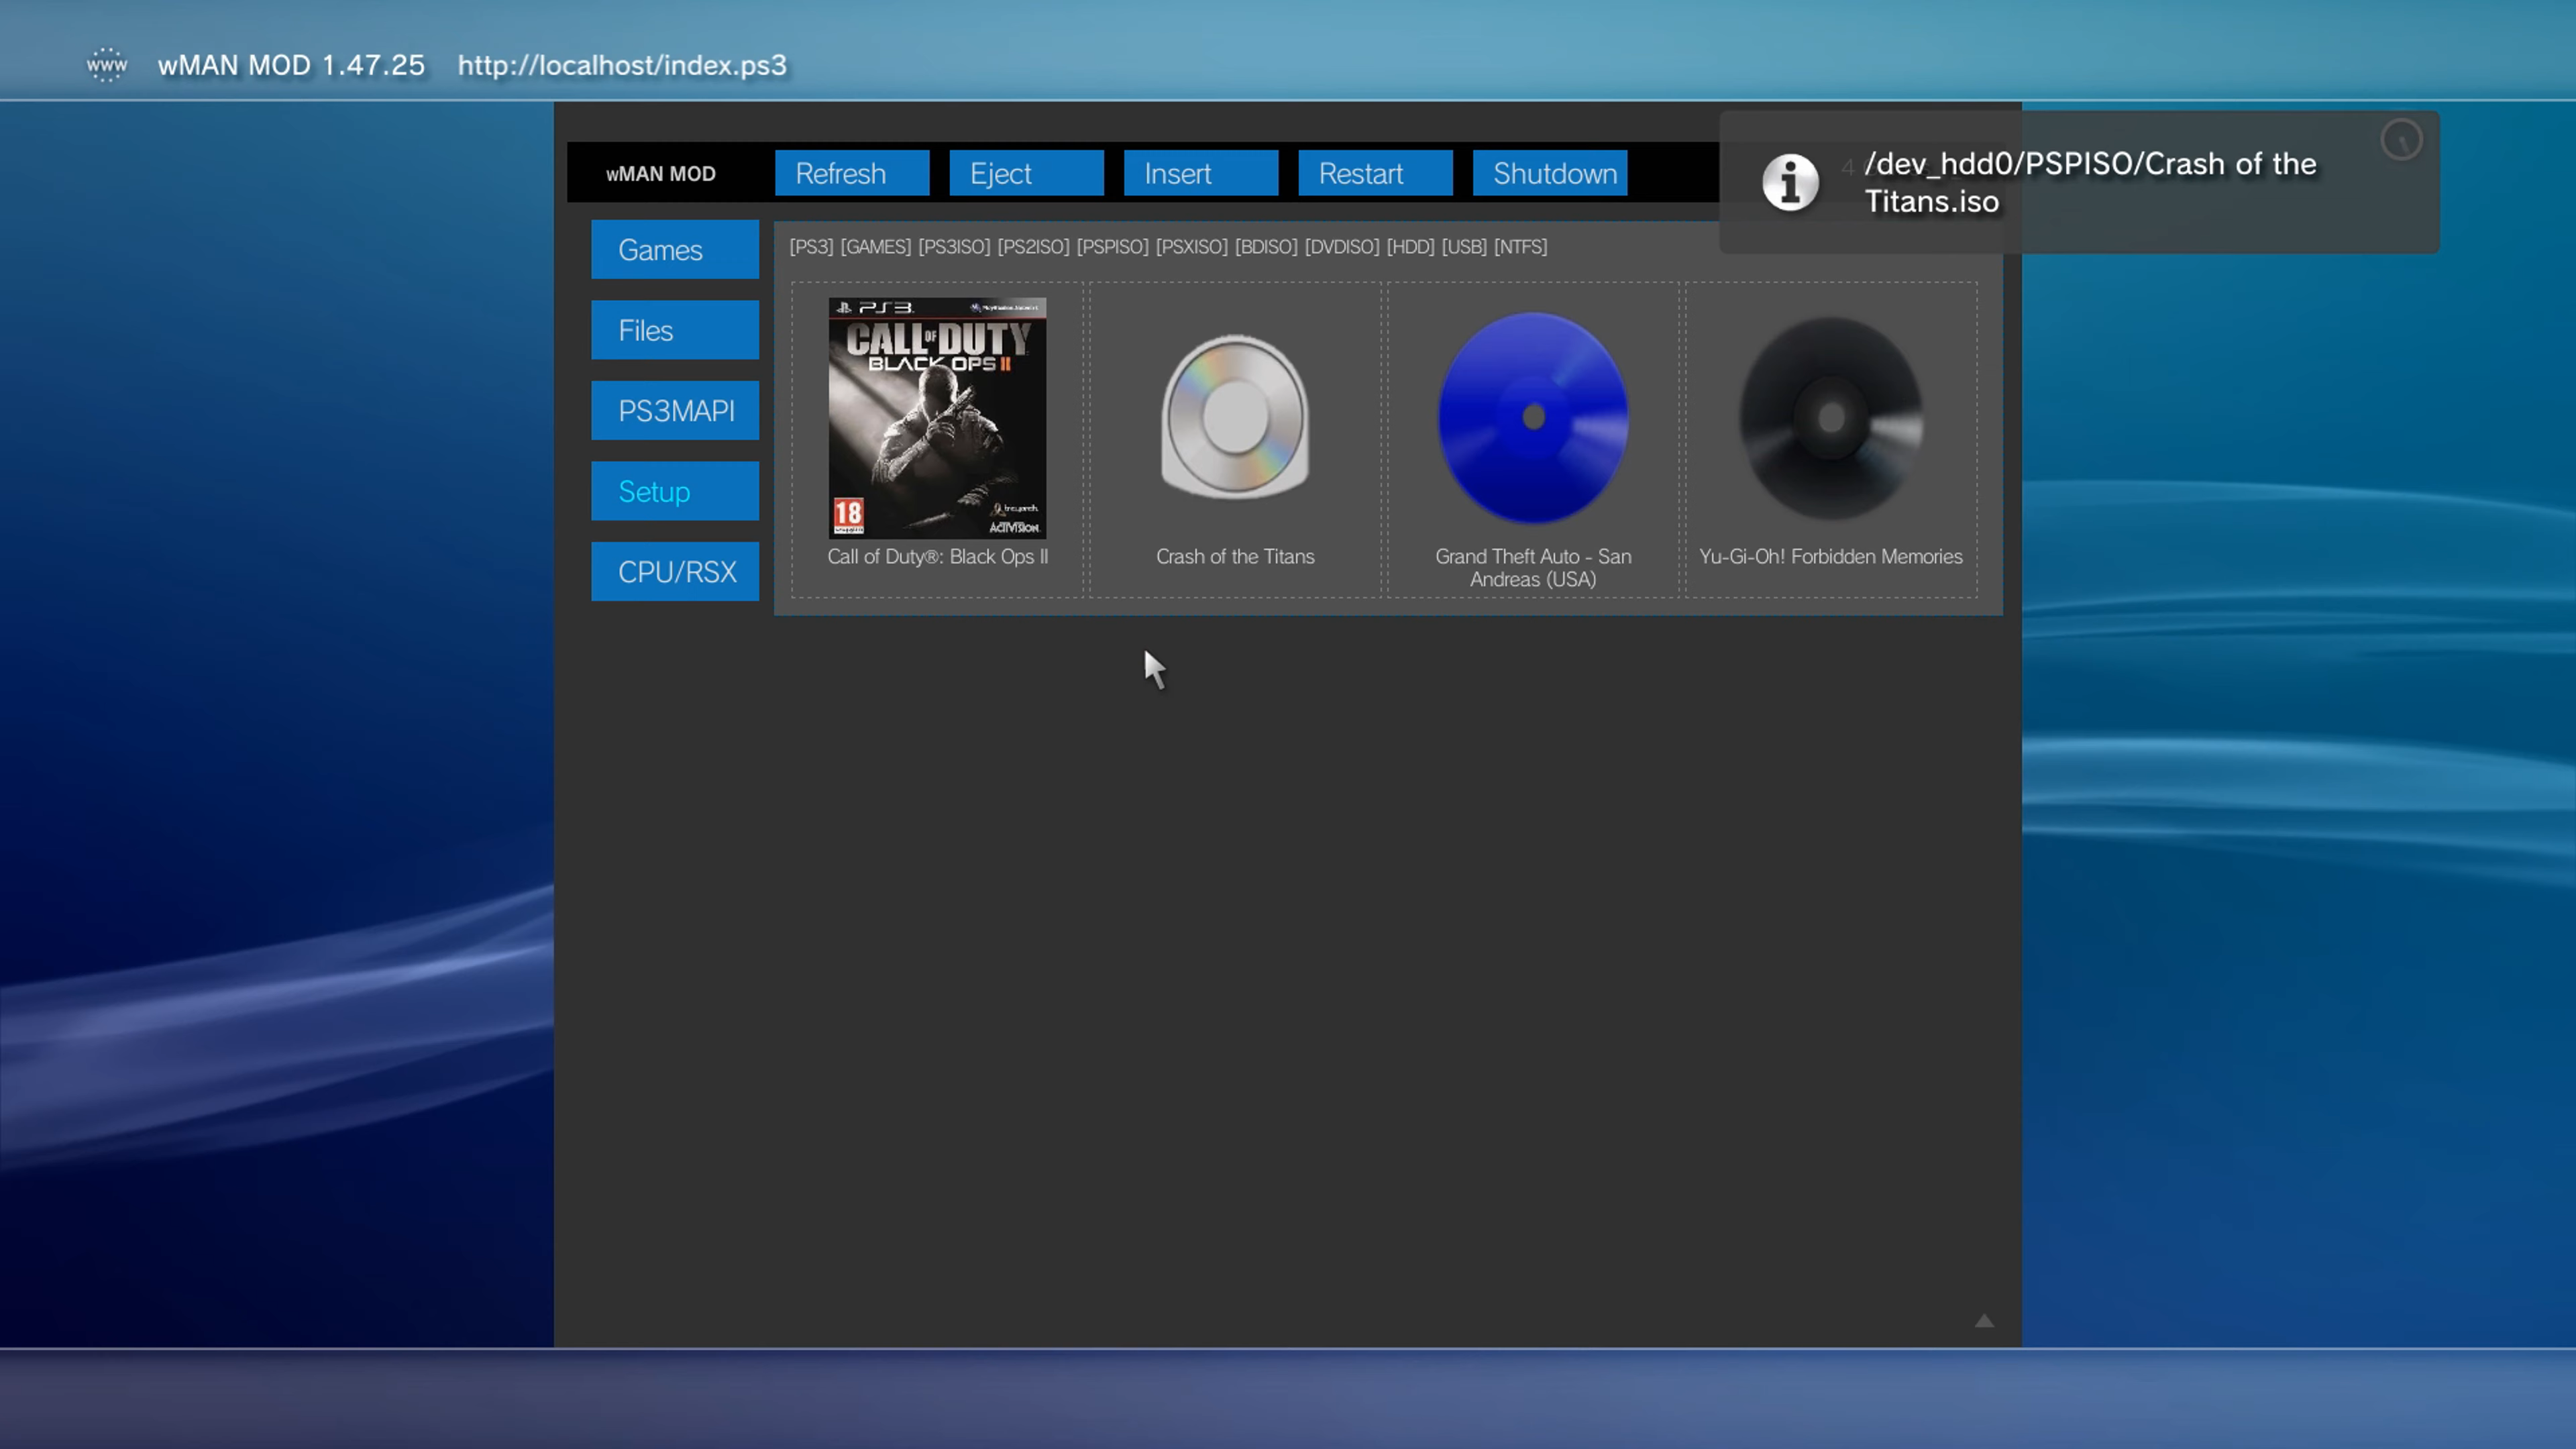 www wMAN MOD 1.47.25 http://localhost/index.ps3
wMAN MOD Refresh Eject Insert Restart Shutdown 4
/dev_hdd0/PSPISO/Crash of the
Titans.iso
Games
Files
PS3MAPI
Setup
CPU/RSX
[PS3] [GAMES] [PS3ISO] [PS2ISO] [PSPISO] [PSXISO] [BDISO] [DVDISO] [HDD] [USB] [NTFS]
PS3
CALL OF DUTY
BLACK OPS II
18
ACTIVISION
Call of Duty®: Black Ops II
Crash of the Titans
Grand Theft Auto - San
Andreas (USA)
Yu-Gi-Oh! Forbidden Memories